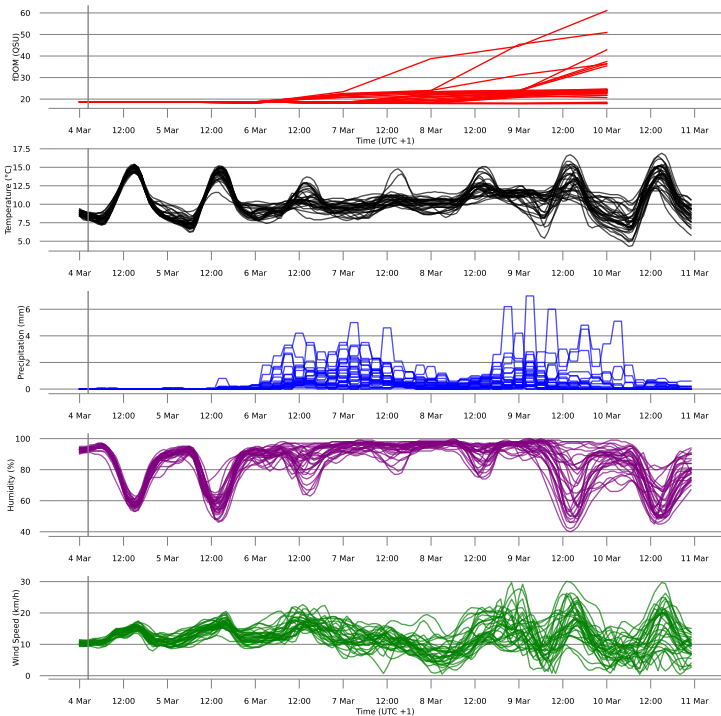 60
50
40
30
20
fDOM (QSU)
4 Mar 12:00 5 Mar 12:00 6 Mar 12:00 7 Mar 12:00 8 Mar 12:00 9 Mar 12:00 10 Mar 12:00 11 Mar
Time (UTC +1)
17.5
15.0
12.5
10.0
7.5
5.0
Temperature (°C)
4 Mar 12:00 5 Mar 12:00 6 Mar 12:00 7 Mar 12:00 8 Mar 12:00 9 Mar 12:00 10 Mar 12:00 11 Mar
6
4
2
0
Precipitation (mm)
4 Mar 12:00 5 Mar 12:00 6 Mar 12:00 7 Mar 12:00 8 Mar 12:00 9 Mar 12:00 10 Mar 12:00 11 Mar
100
80
60
40
Humidity (%)
4 Mar 12:00 5 Mar 12:00 6 Mar 12:00 7 Mar 12:00 8 Mar 12:00 9 Mar 12:00 10 Mar 12:00 11 Mar
30
20
10
0
Wind Speed (km/h)
4 Mar 12:00 5 Mar 12:00 6 Mar 12:00 7 Mar 12:00 8 Mar 12:00 9 Mar 12:00 10 Mar 12:00 11 Mar
Time (UTC +1)